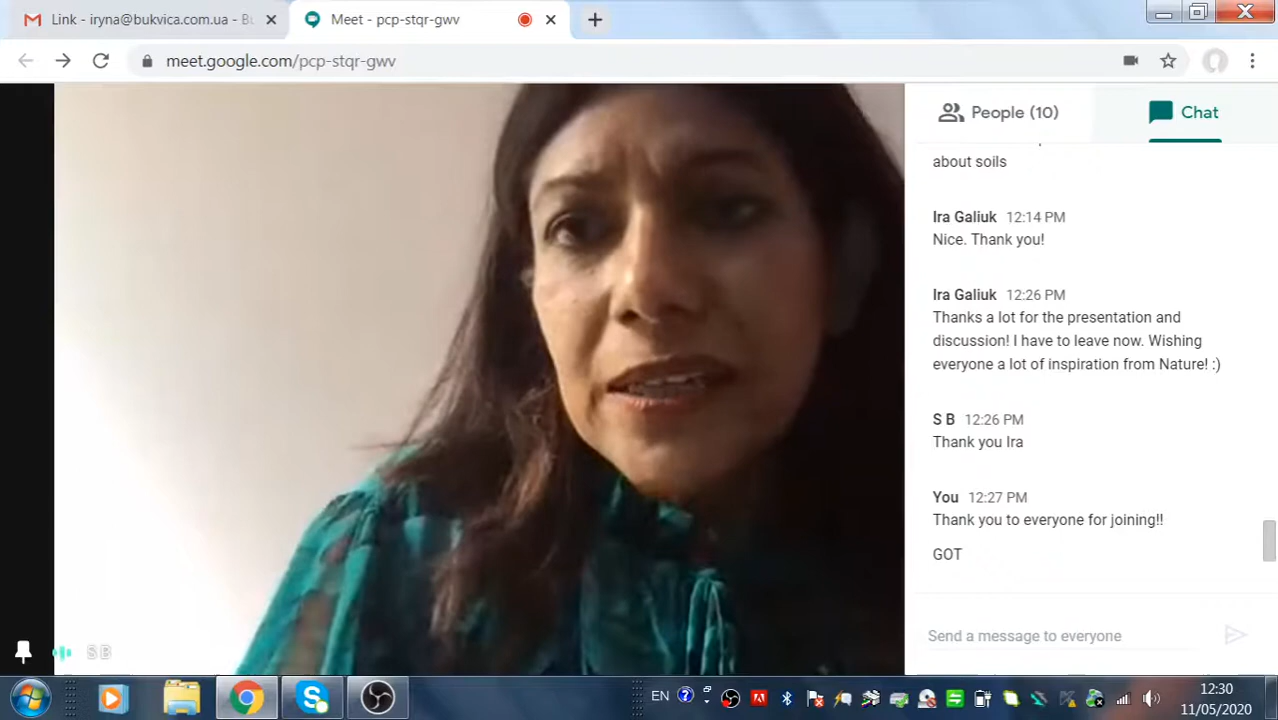 Link - iryna@bukvica.com.ua - Bu
Meet - pcp-stqr-gwv
meet.google.com/pcp-stqr-gwv
People (10)
Chat
about soils
Ira Galiuk 12:14 PM
Nice. Thank you!
Ira Galiuk 12:26 PM
Thanks a lot for the presentation and
discussion! I have to leave now. Wishing
everyone a lot of inspiration from Nature! :)
S B 12:26 PM
Thank you Ira
You 12:27 PM
Thank you to everyone for joining!!
GOT
Send a message to everyone
S B
EN
12:30
11/05/2020